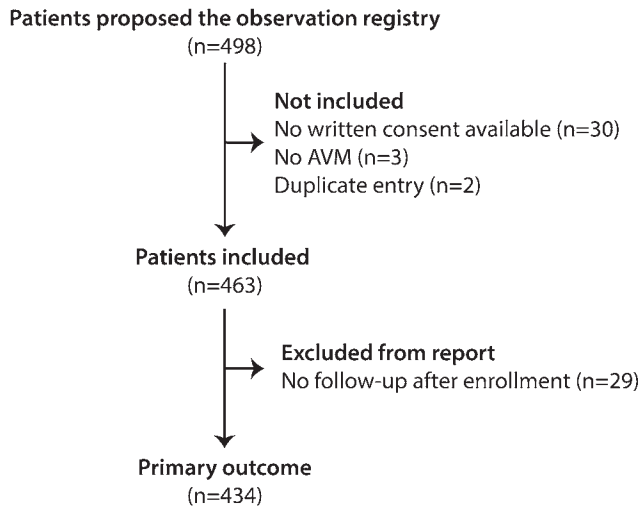 Patients proposed the observation registry
(n=498)
Not included
No written consent available (n=30)
No AVM (n=3)
Duplicate entry (n=2)
Patients included
(n=463)
Excluded from report
No follow-up after enrollment (n=29)
Primary outcome
(n=434)